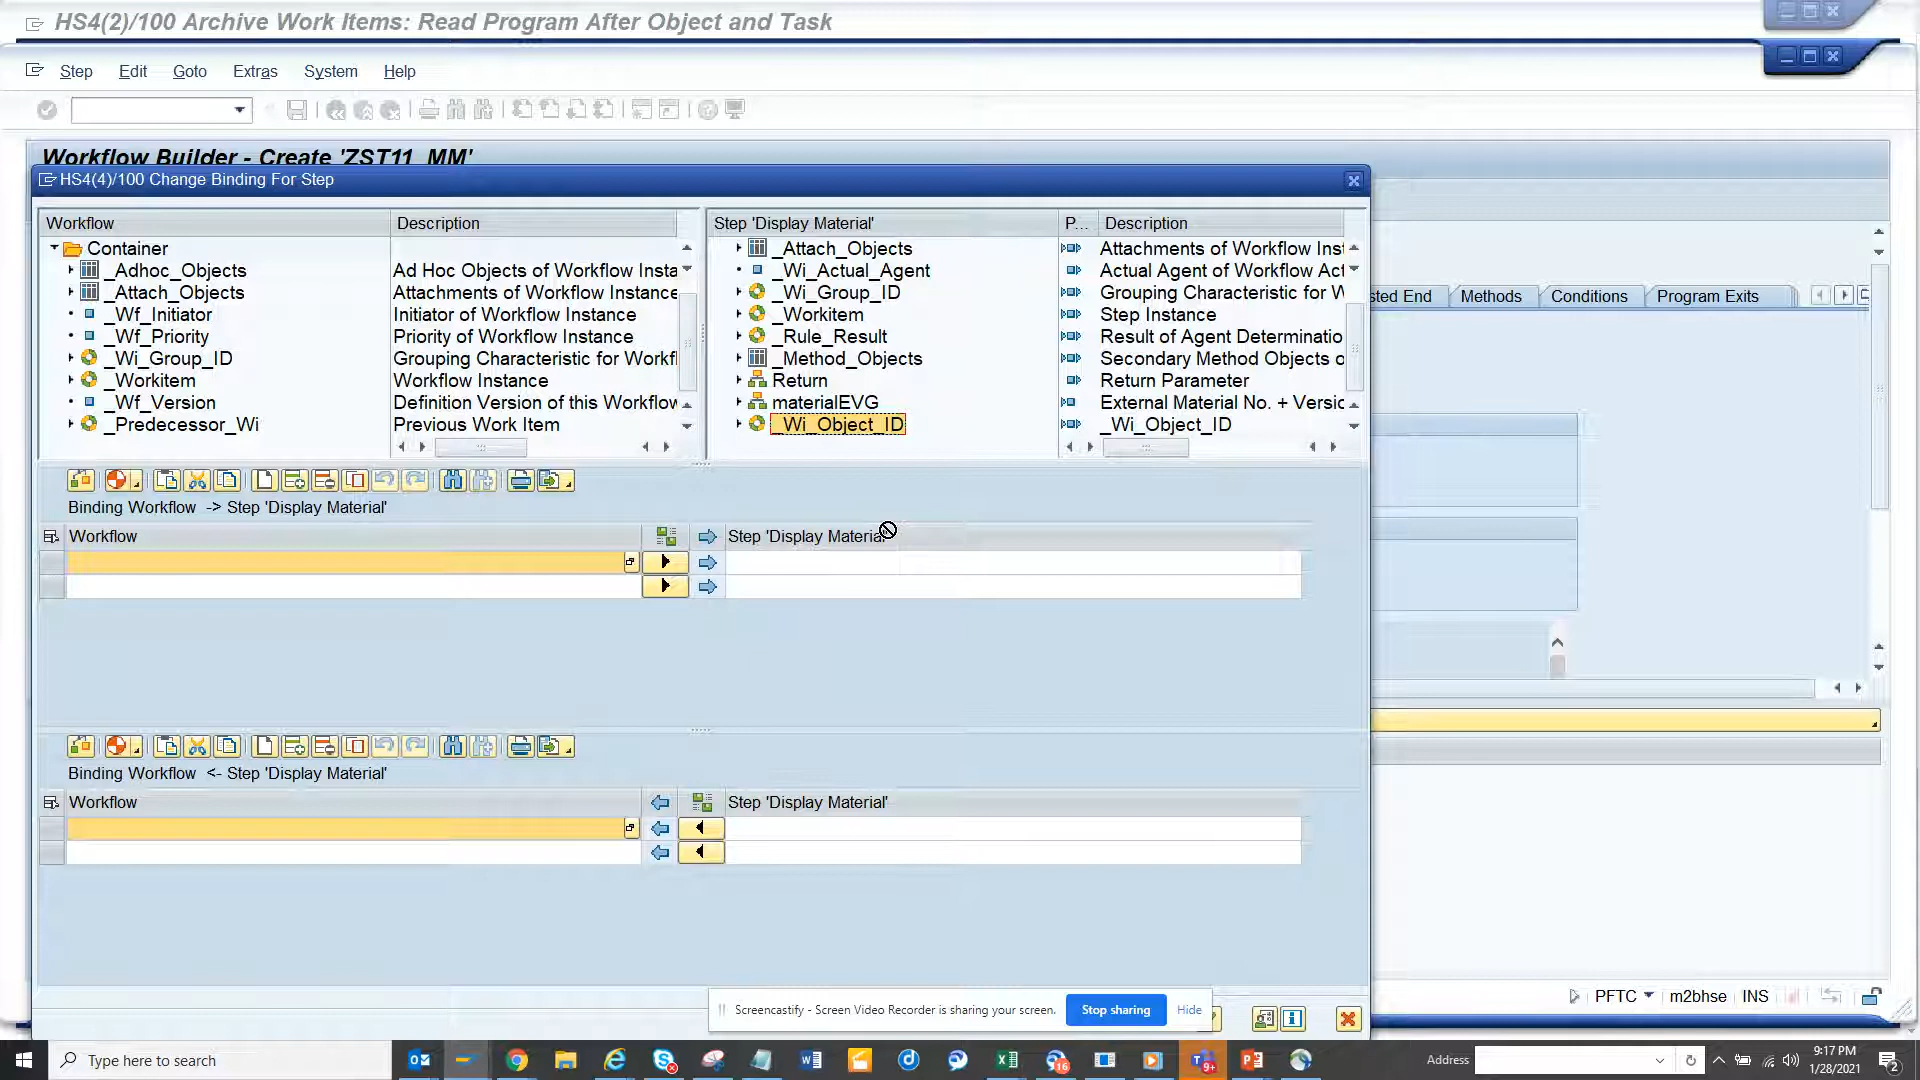 HS4(2)/100 Archive Work Items: Read Program After Object and Task
Step Edit Goto Extras System Help
Workflow Builder - Create 'ZST11_MM'
HS4(4)/100 Change Binding For Step
Workflow Description Step 'Display Material' P... Description
Container _Attach_Objects Attachments of Workflow Inst
_Adhoc_Objects Ad Hoc Objects of Workflow Insta _Wi_Actual_Agent Actual Agent of Workflow Act
_Attach_Objects Attachments of Workflow Instance _Wi_Group_ID Grouping Characteristic for W
sted End Methods Conditions Program Exits
_Wf_Initiator Initiator of Workflow Instance _Workitem Step Instance
_Wf_Priority Priority of Workflow Instance _Rule_Result Result of Agent Determinatio
_Wi_Group_ID Grouping Characteristic for Workfl _Method_Objects Secondary Method Objects o
_Workitem Workflow Instance Return Return Parameter
_Wf_Version Definition Version of this Workflow materialEVG External Material No. + Versic
_Predecessor_Wi Previous Work Item _Wi_Object_ID _Wi_Object_ID
Binding Workflow -> Step 'Display Material'
Workflow Step 'Display Material'
Binding Workflow <- Step 'Display Material'
Workflow Step 'Display Material'
PFTC m2bhse INS
Screencastify - Screen Video Recorder is sharing your screen. Stop sharing Hide
Type here to search
16
9+
Address
9:17 PM
1/28/2021
2